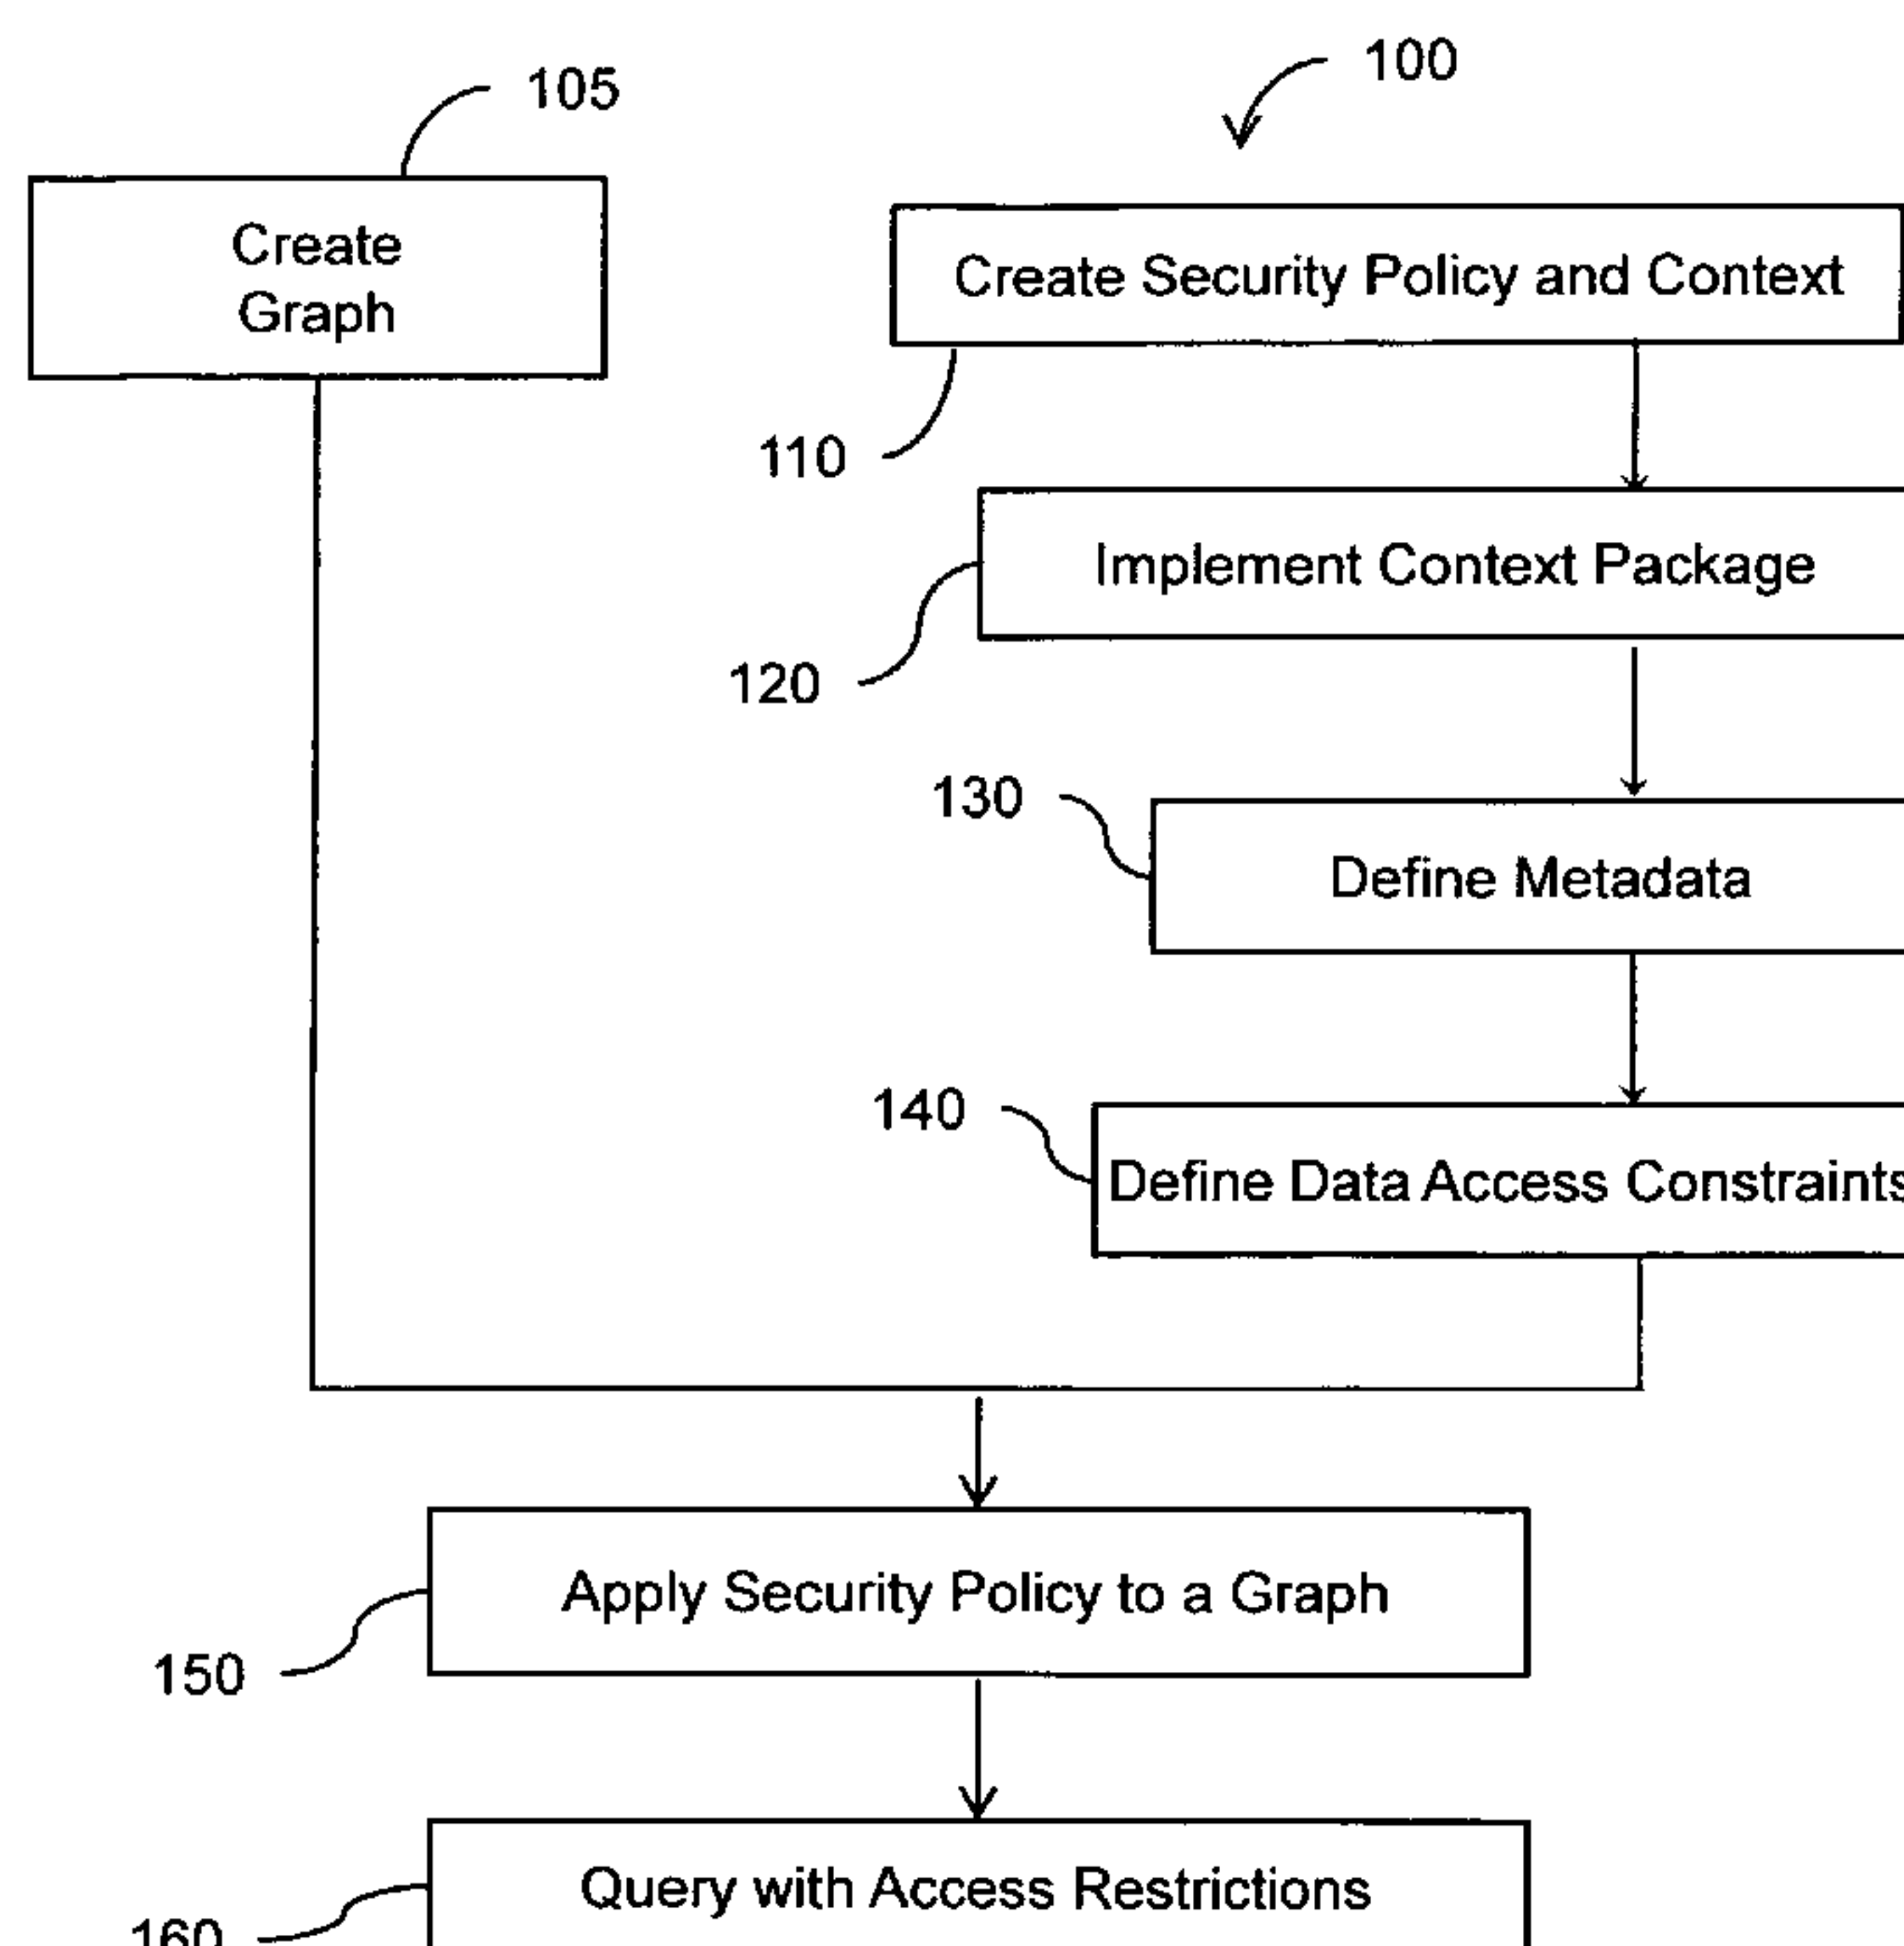 105
100
Create
Graph
Create Security Policy and Context
110
Implement Context Package
120
130
Define Metadata
140
Define Data Access Constraints
Apply Security Policy to a Graph
150
Query with Access Restrictions
160